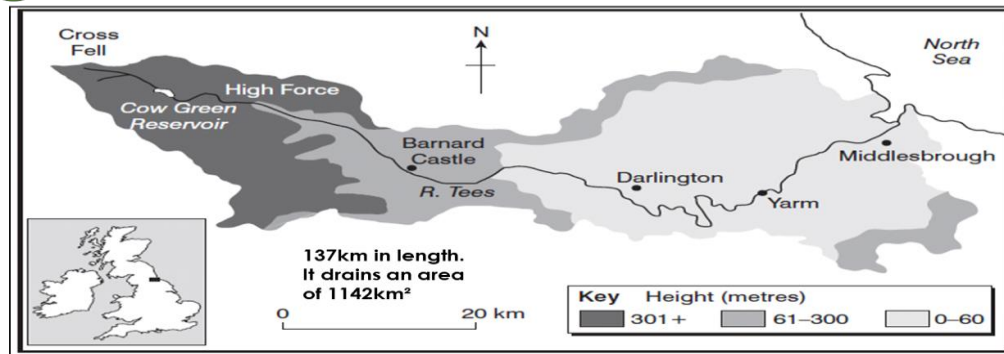 Cross
Fell
N
North
Sea
High Force
Cow Green
Reservoir
Barnard
Castle
Middlesbrough
Darlington
R. Tees
Yarm
137km in length.
It drains an area
of 1142km²
0 20 km
Key Height (metres)
301+ 61–300 0–60